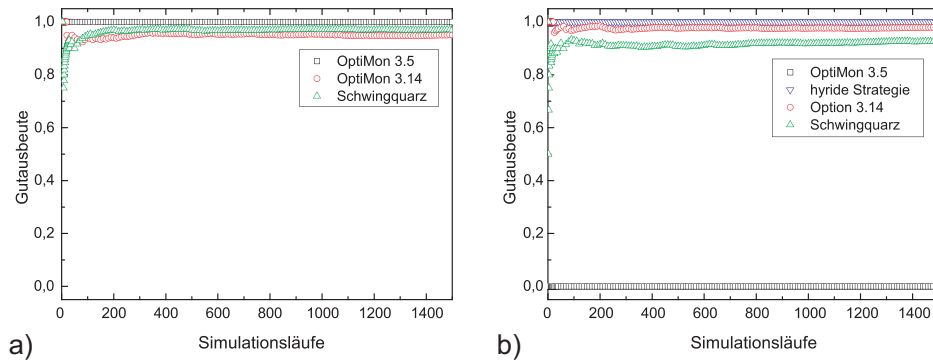 1,0
0,8
0,6
0,4
0,2
0,0
Gutausbeute
OptiMon 3.5
OptiMon 3.14
Schwingquarz
0 200 400 600 800 1000 1200 1400
Simulationsläufe
a)
1,0
0,8
0,6
0,4
0,2
0,0
Gutausbeute
OptiMon 3.5
hyride Strategie
Option 3.14
Schwingquarz
0 200 400 600 800 1000 1200 1400
Simulationsläufe
b)